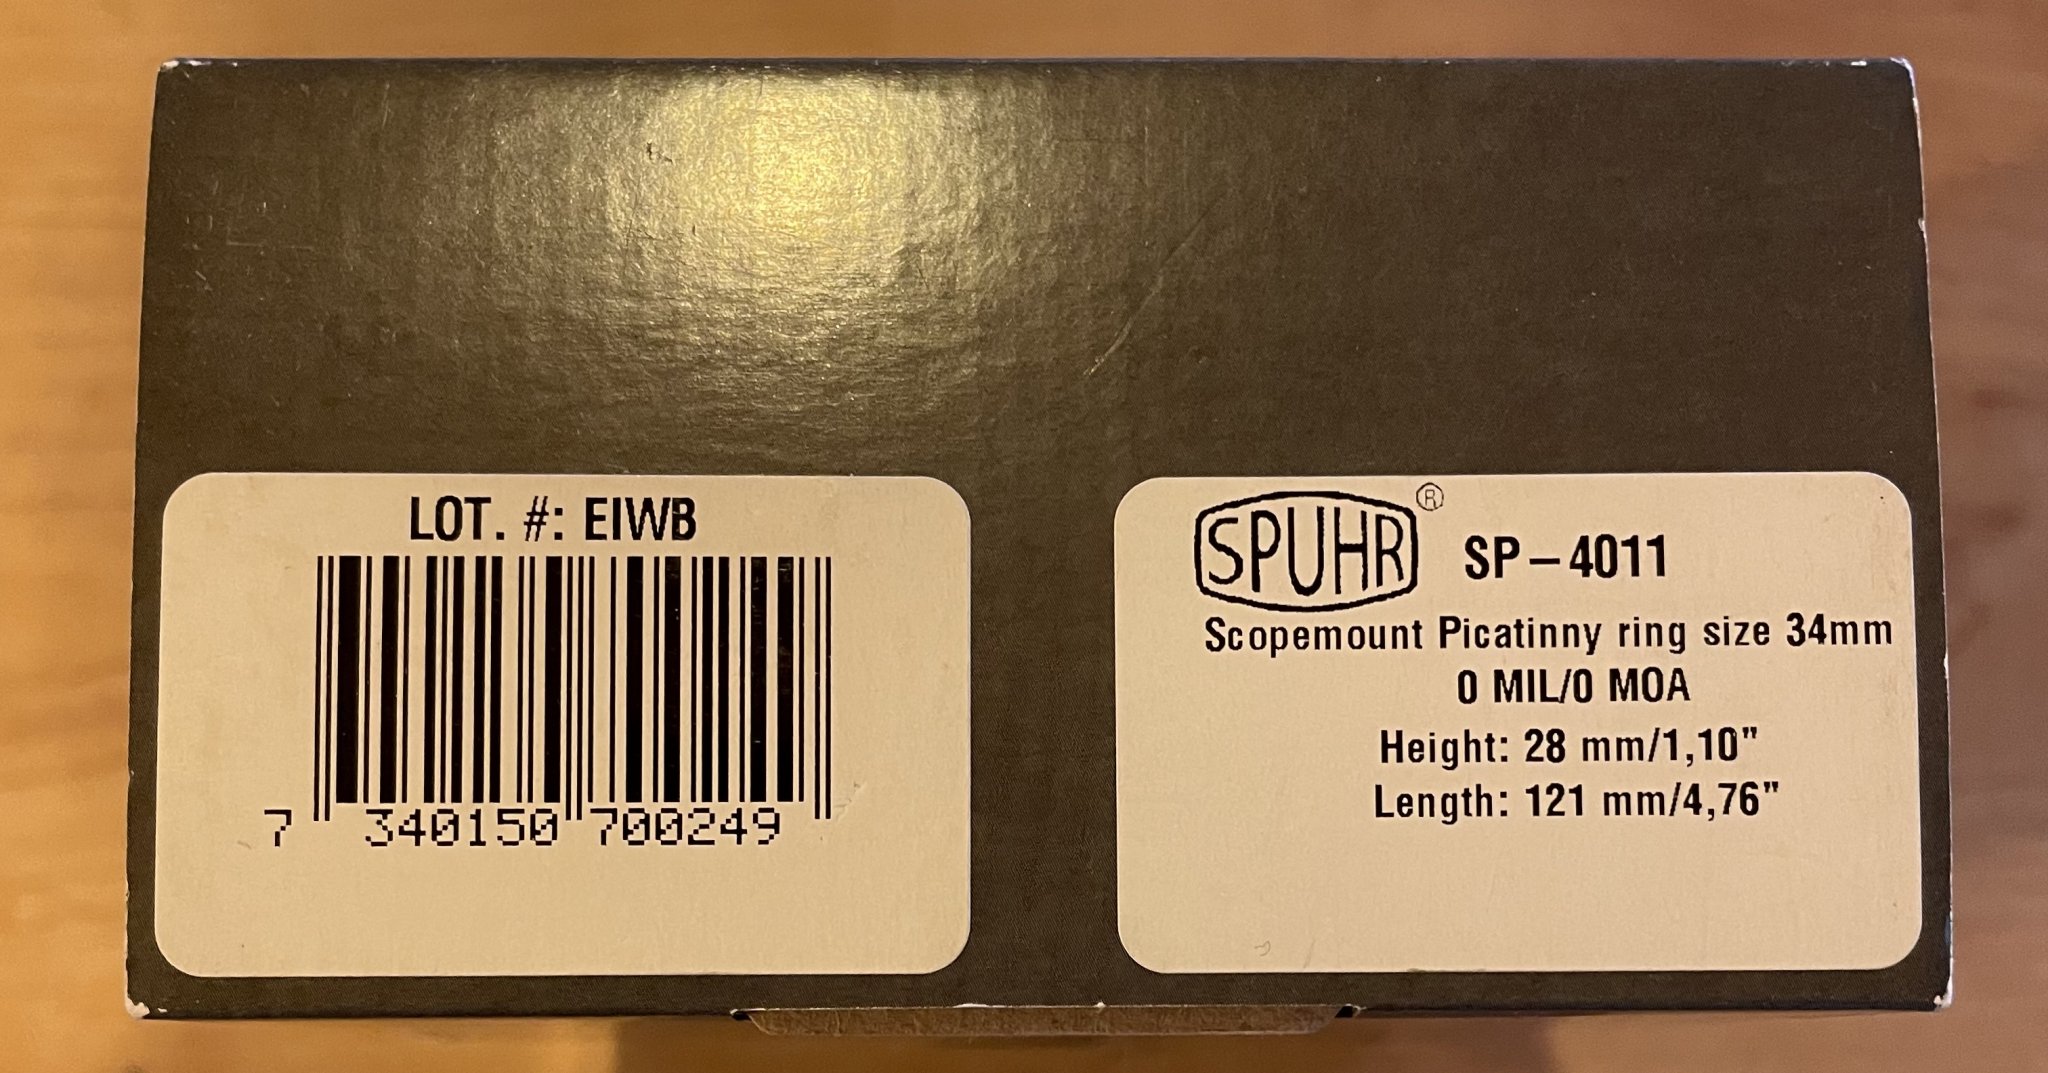 LOT. #: EIWB
7 340150 700249
SPUHR® SP-4011
Scopemount Picatinny ring size 34mm
0 MIL/0 MOA
Height: 28 mm/1,10"
Length: 121 mm/4,76"